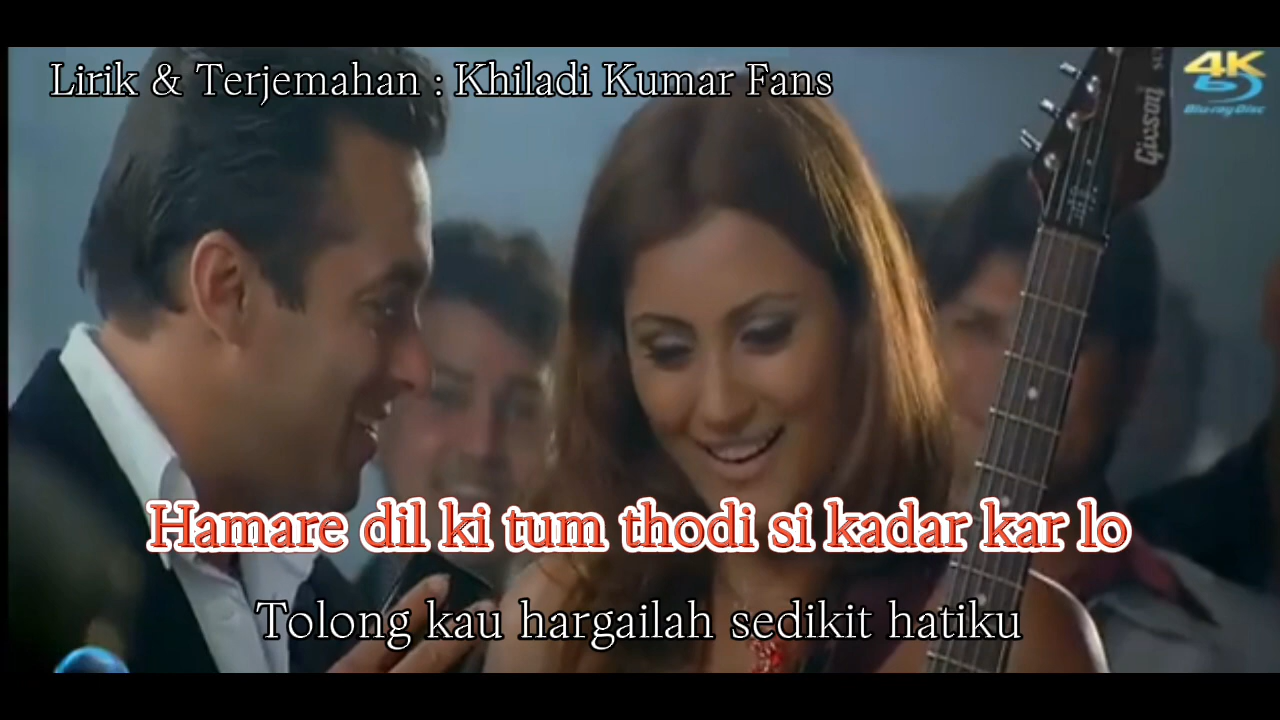 Lirik & Terjemahan : Khiladi Kumar Fans
4K
Blu-ray Disc
Givson
Hamare dil ki tum thodi si kadar kar lo
Tolong kau hargailah sedikit hatiku